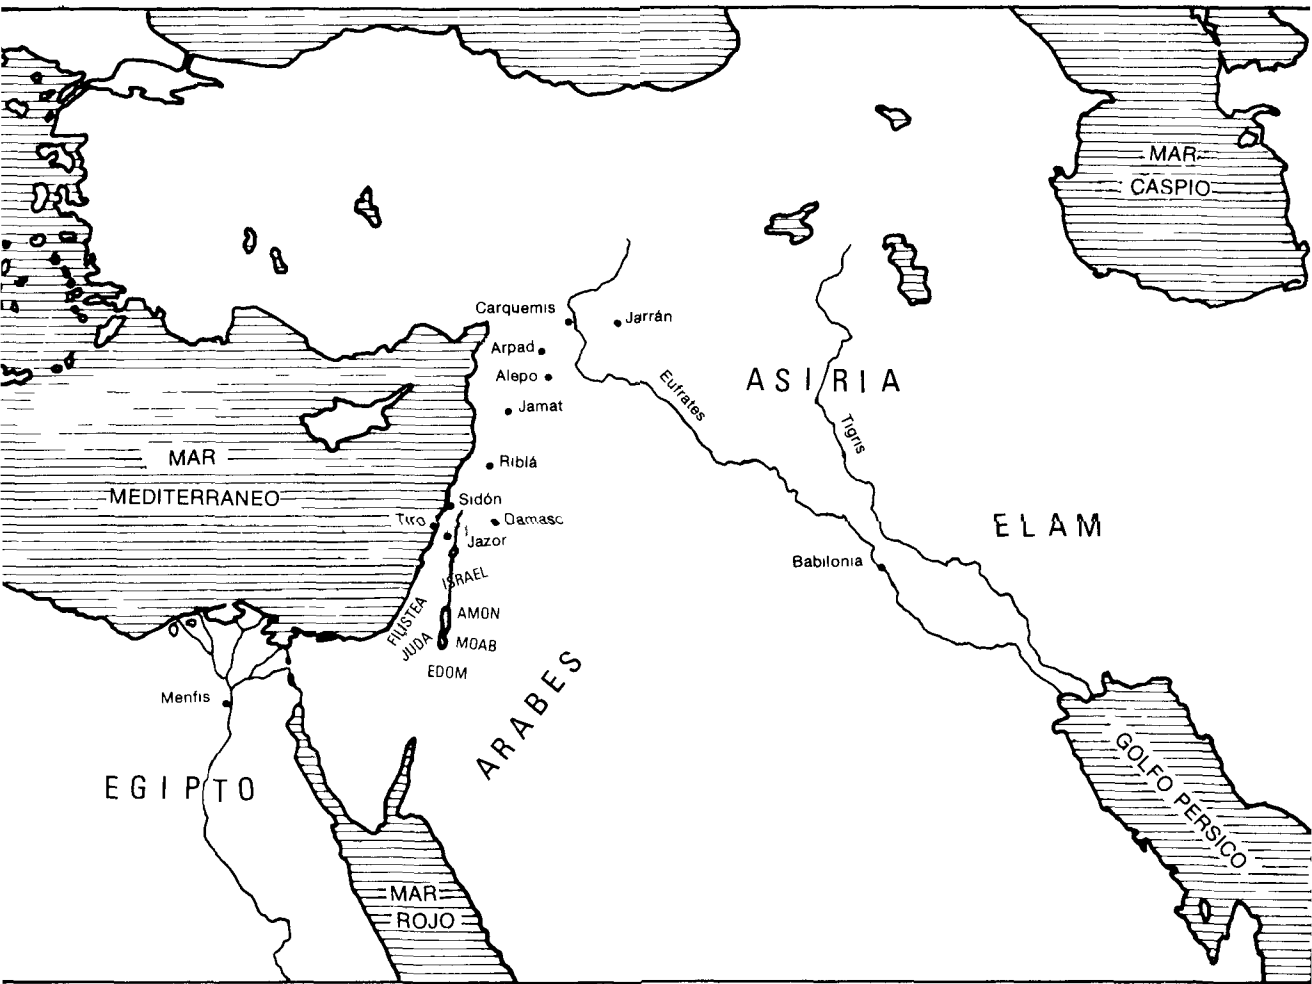 MAR
CASPIO
Carquemis
Jarrán
Arpad
Alepo
Eufrates
ASIRIA
Jamat
Tigris
MAR
MEDITERRANEO
Riblá
Sidón
Tiro
Damasc
Jazor
ELAM
Babilonia
ISRAEL
FILISTEA
AMON
JUDA
MOAB
EDOM
ARABES
Menfis
EGIPTO
GOLFO PERSICO
MAR
ROJO